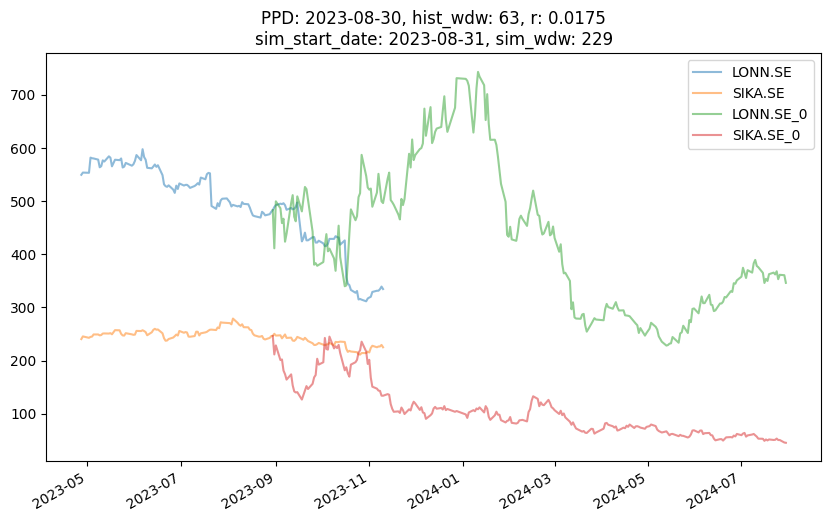 PPD: 2023-08-30, hist_wdw: 63, r: 0.0175
sim_start_date: 2023-08-31, sim_wdw: 229
LONN.SE
SIKA.SE
LONN.SE_0
SIKA.SE_0
700
600
500
400
300
200
100
2023-05
2023-07
2023-09
2023-11
2024-01
2024-03
2024-05
2024-07